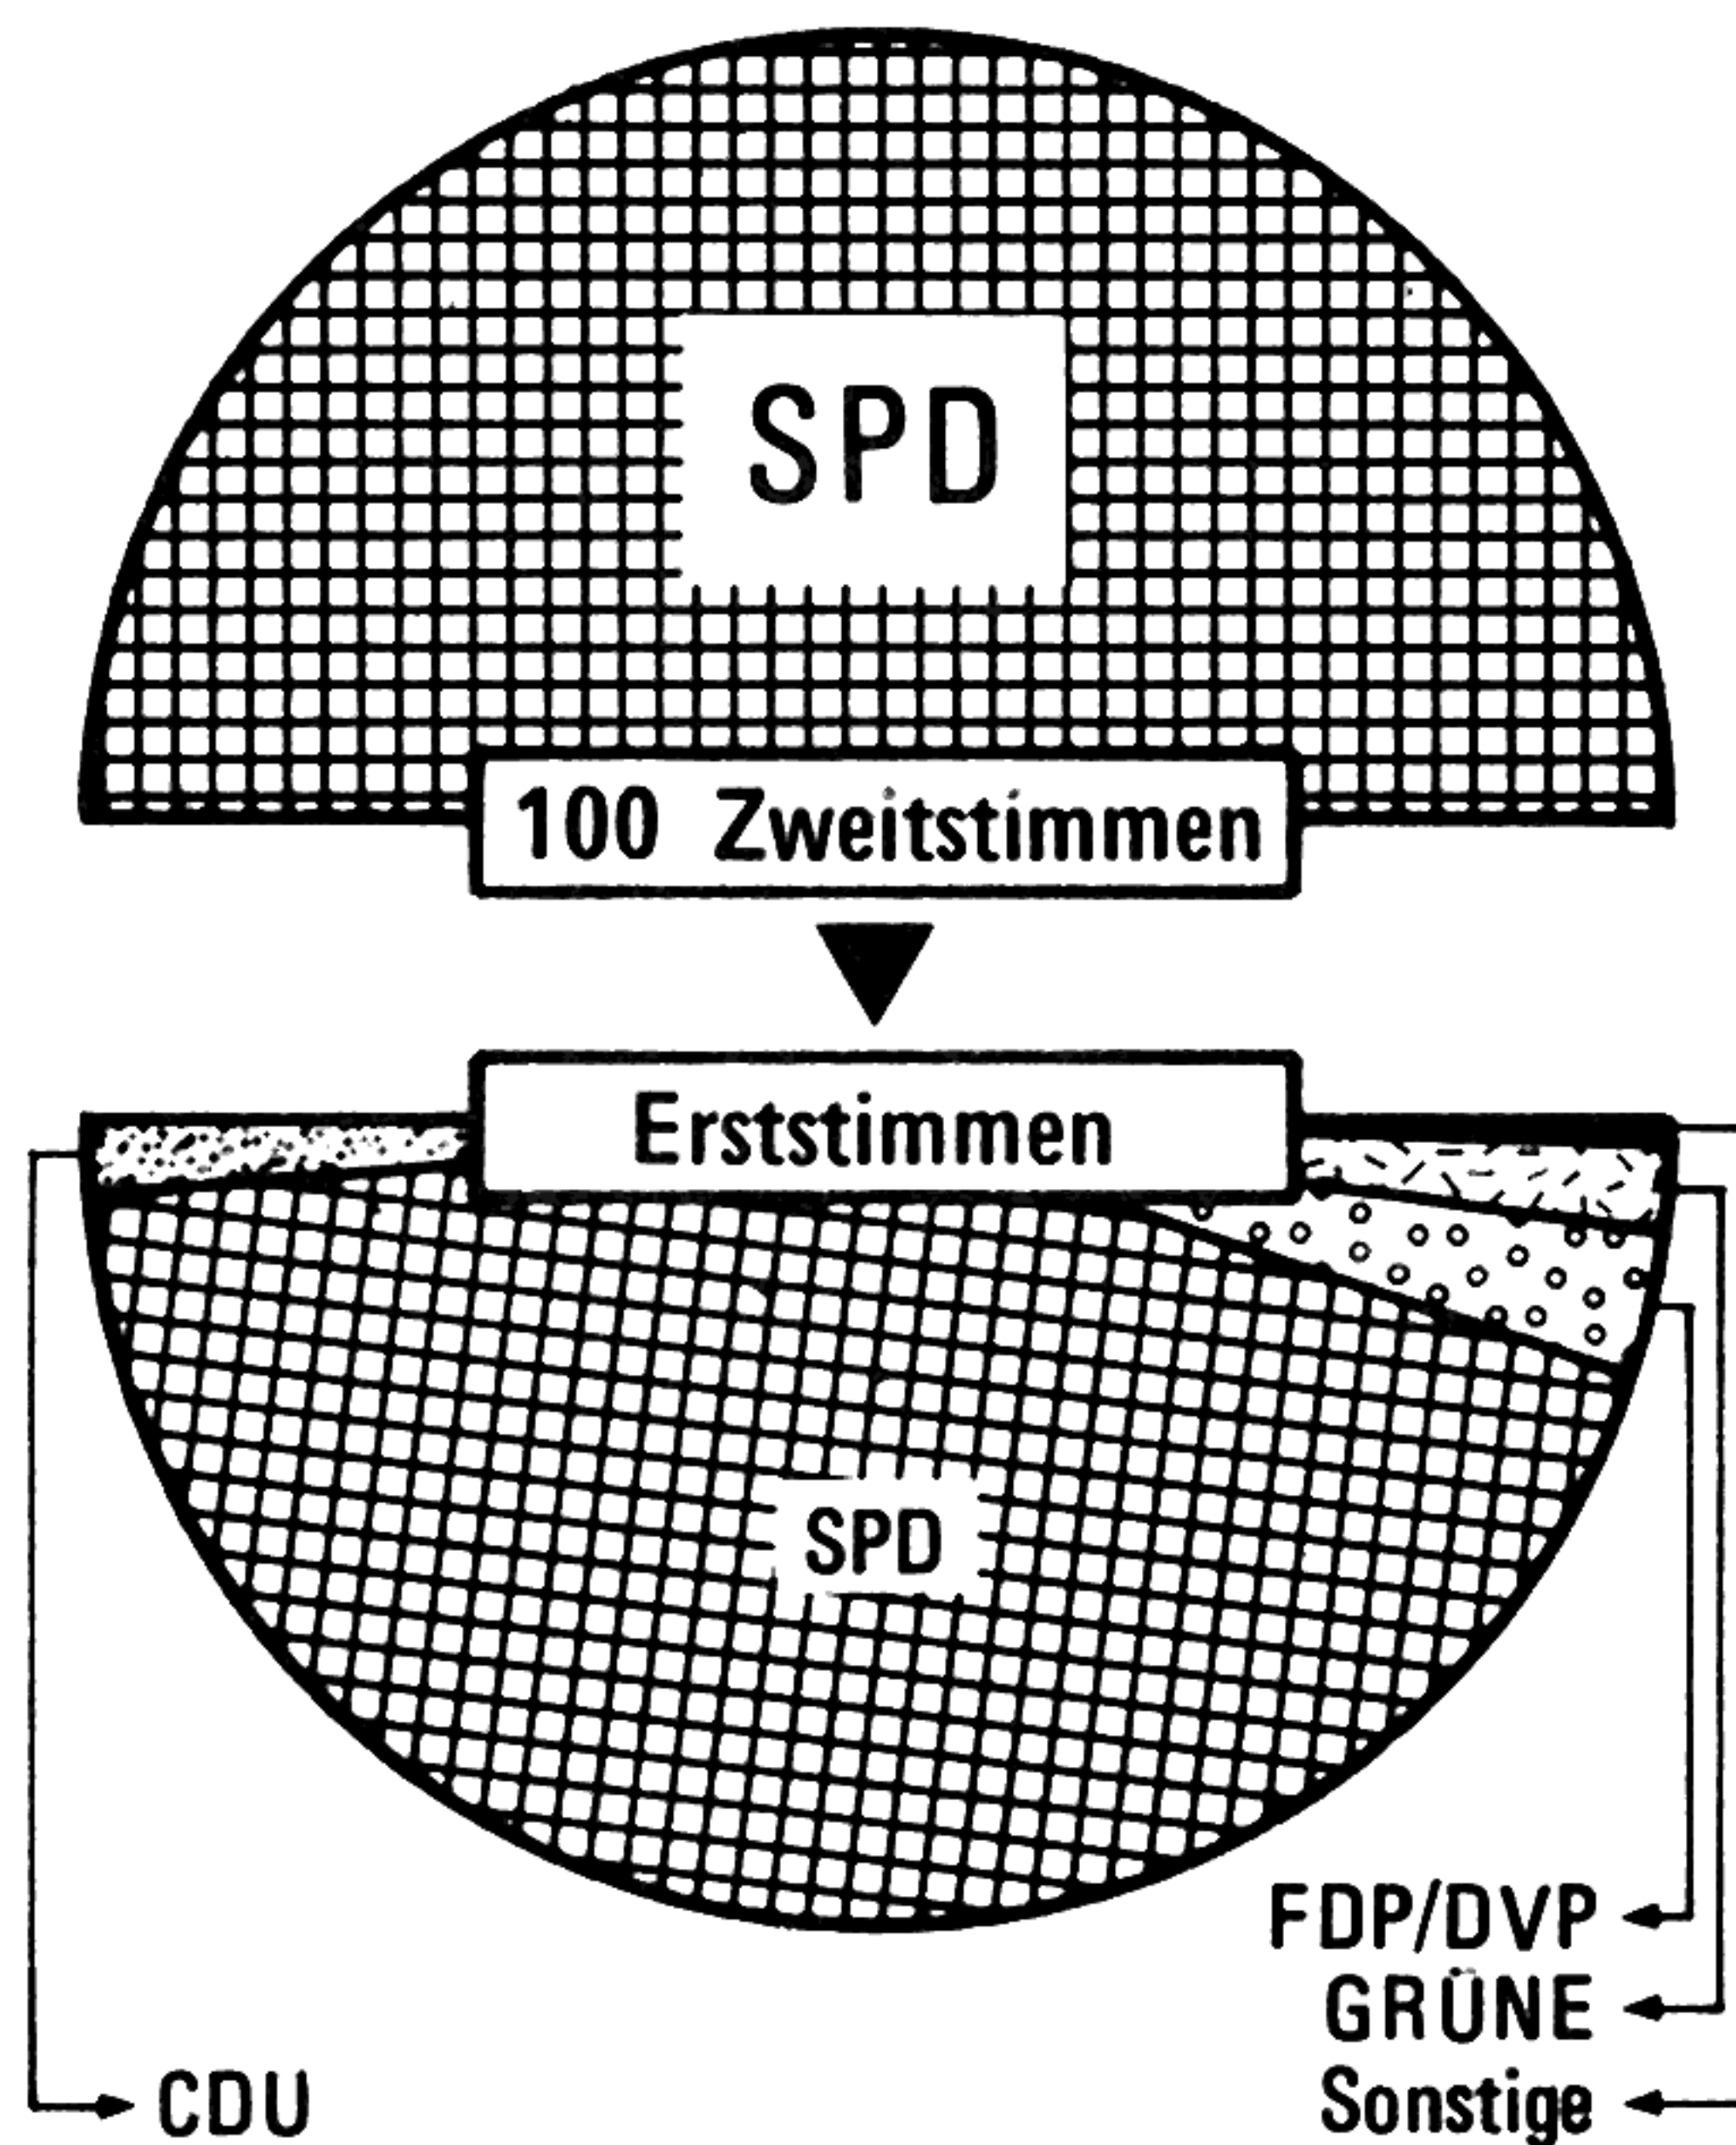 SPD
100 Zweitstimmen
Erststimmen
SPD
FDP/DVP
GRÜNE
CDU
Sonstige